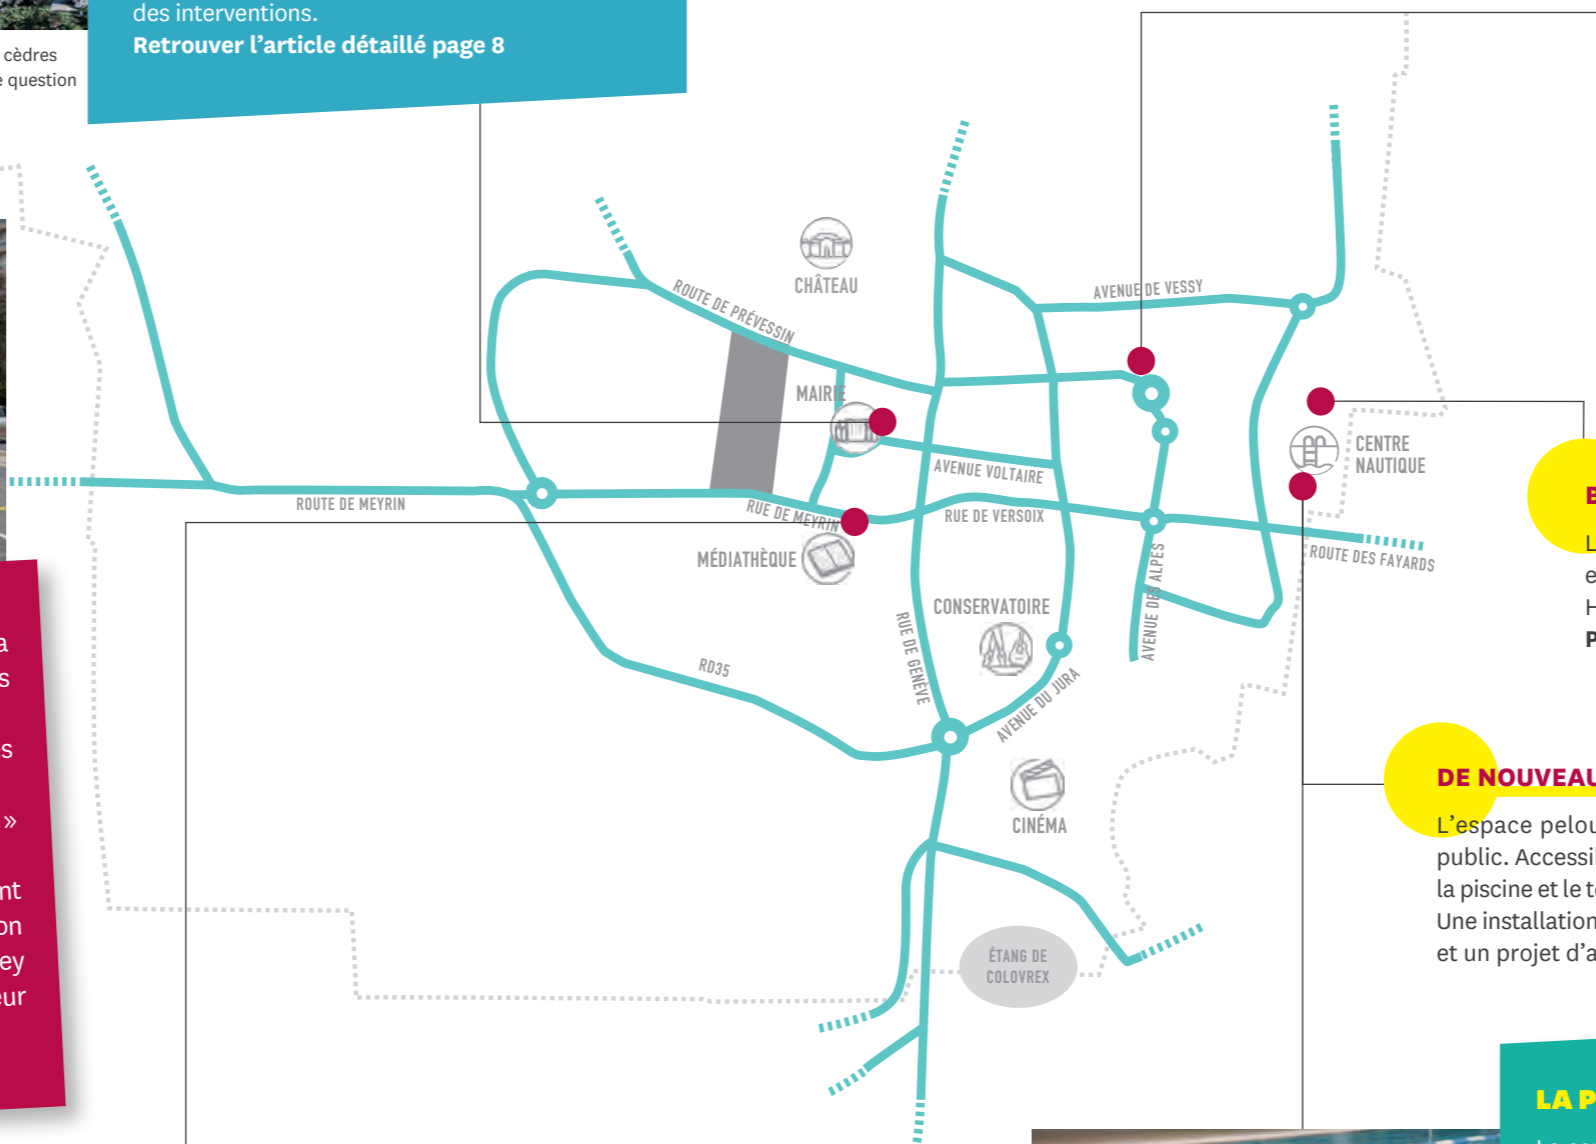 des interventions.
Retrouver l’article détaillé page 8
cèdres
question
CHÂTEAU
ROUTE DE PRÉVESSIN
AVENUE DE VESSY
MAIRIE
AVENUE VOLTAIRE
CENTRE
NAUTIQUE
ROUTE DE MEYRIN
RUE DE MEYRIN
RUE DE VERSOIX
MÉDIATHÈQUE
ROUTE DES FAYARDS
AVENUE DES ALPES
CONSERVATOIRE
RUE DE GENÈVE
RD35
AVENUE DU JURA
CINÉMA
ÉTANG DE
COLOVREX
»
DE NOUVEAU
L’espace pelou
public. Accessi
la piscine et le t
Une installation
et un projet d’a
LA P